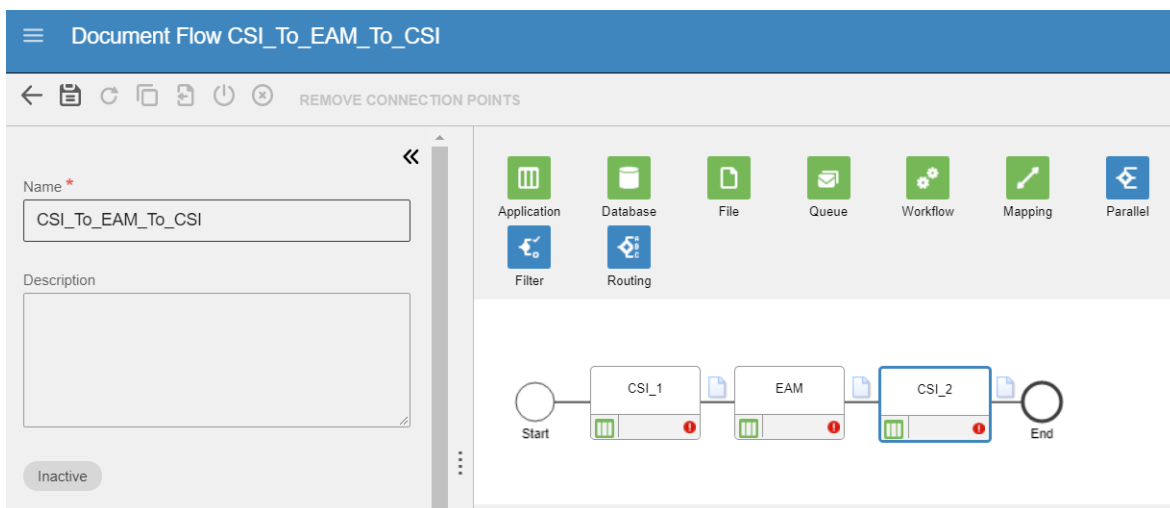 Document Flow CSI_To_EAM_To_CSI
REMOVE CONNECTION POINTS
Name *
CSI_To_EAM_To_CSI
Description
Inactive
Application
Database
File
Queue
Workflow
Mapping
Parallel
Filter
Routing
Start
CSI_1
EAM
CSI_2
End